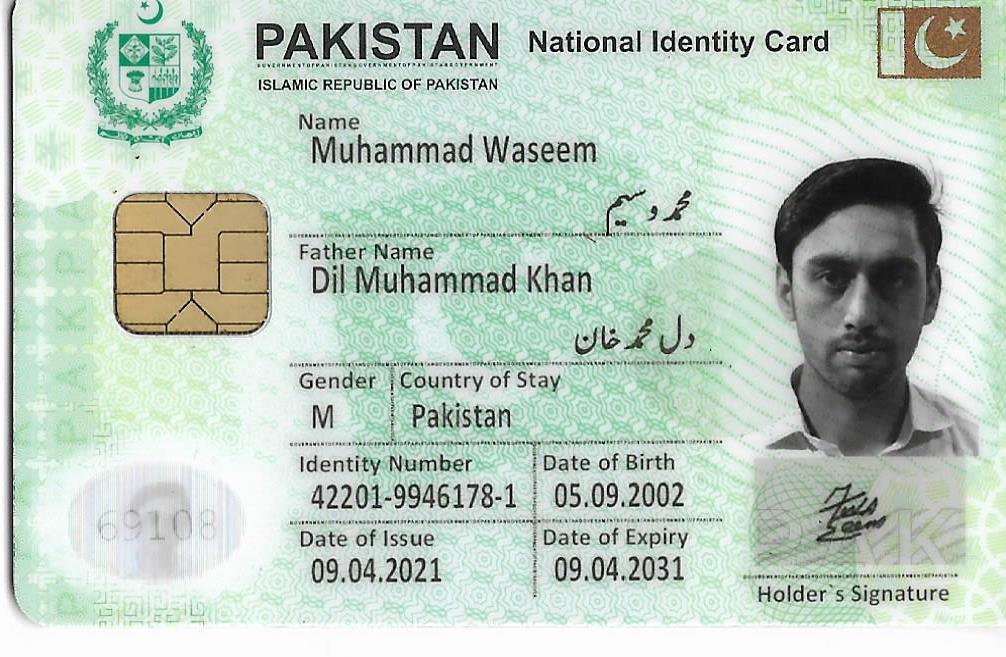 PAKISTAN National Identity Card
ISLAMIC REPUBLIC OF PAKISTAN
Name
Muhammad Waseem
محمد وسیم
Father Name
Dil Muhammad Khan
دل محمد خان
Gender Country of Stay
M Pakistan
Identity Number Date of Birth
42201-9946178-1 05.09.2002
Date of Issue Date of Expiry
09.04.2021 09.04.2031
69108
Holder`s Signature